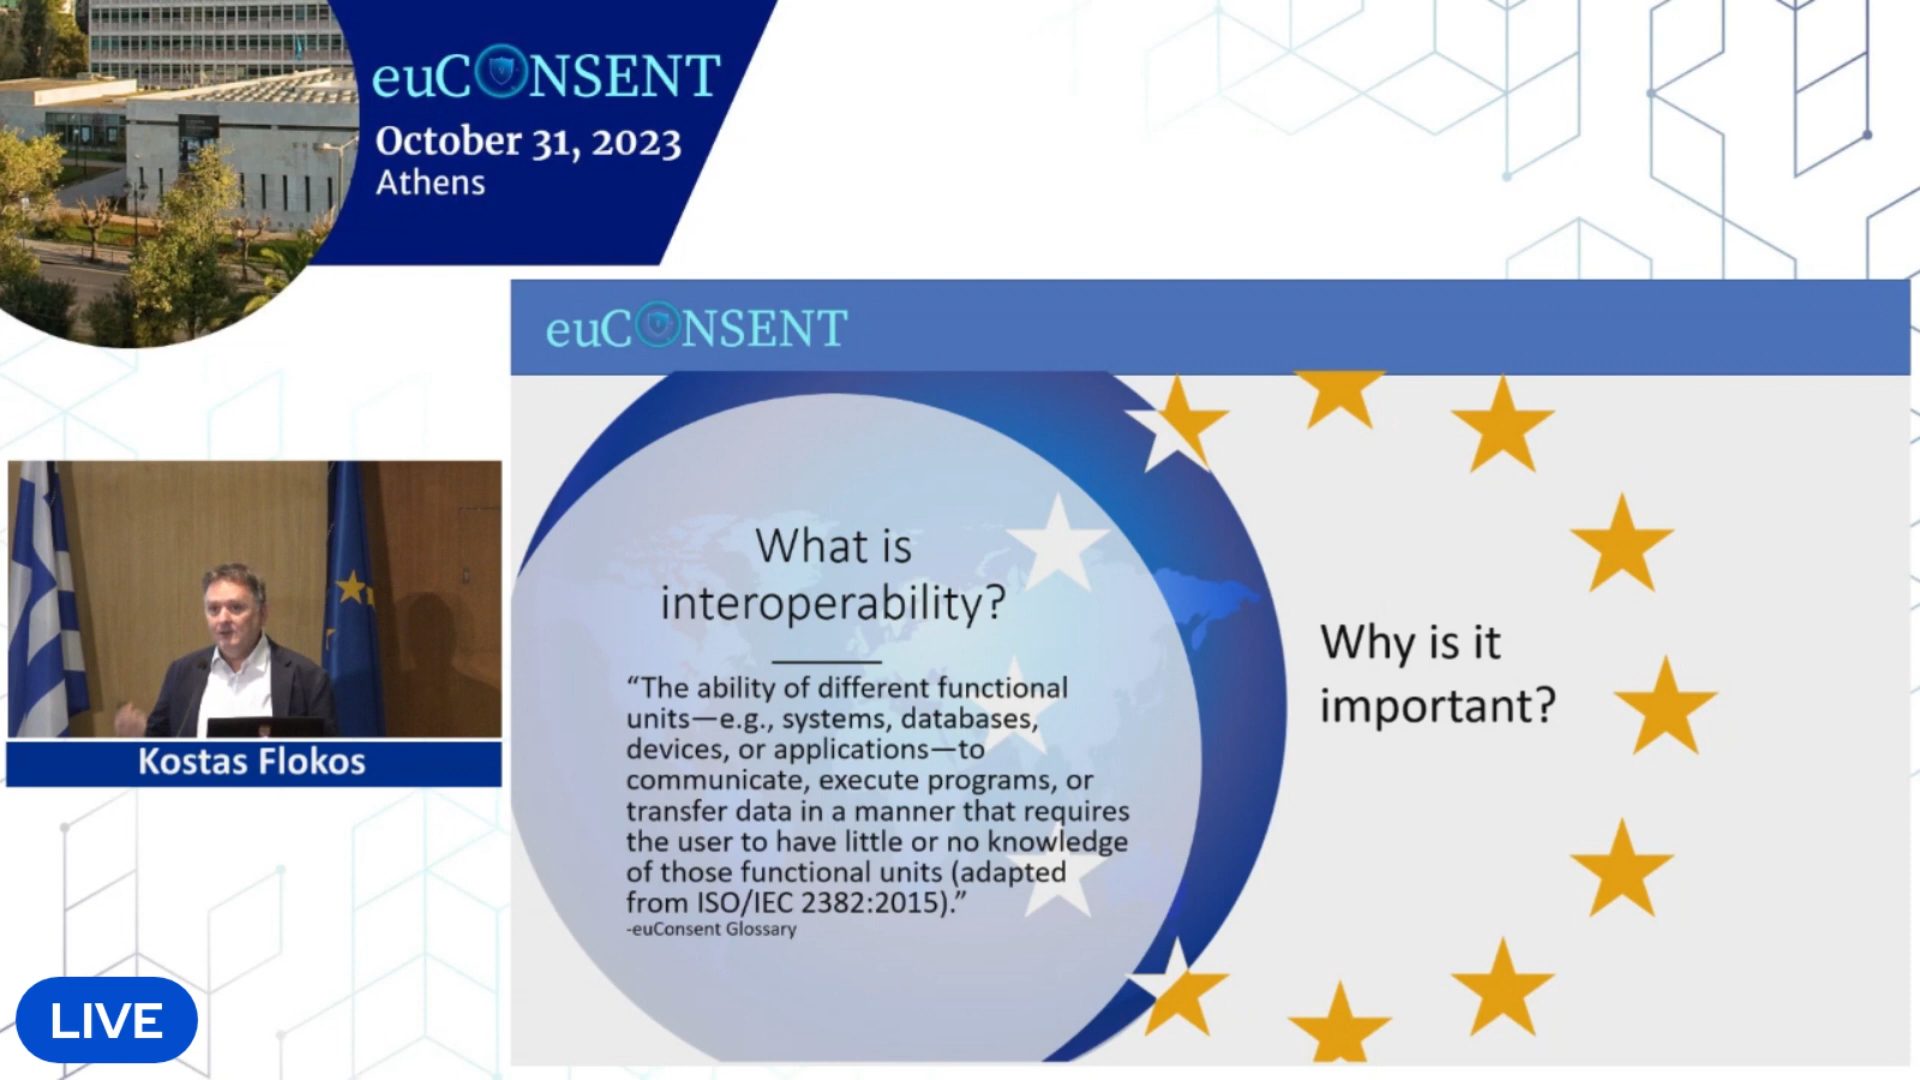 euCONSENT
October 31, 2023
Athens
euCONSENT
What is
interoperability?
“The ability of different functional
units—e.g., systems, databases,
devices, or applications—to
communicate, execute programs, or
transfer data in a manner that requires
the user to have little or no knowledge
of those functional units (adapted
from ISO/IEC 2382:2015).”
-euConsent Glossary
Why is it
important?
Kostas Flokos
LIVE